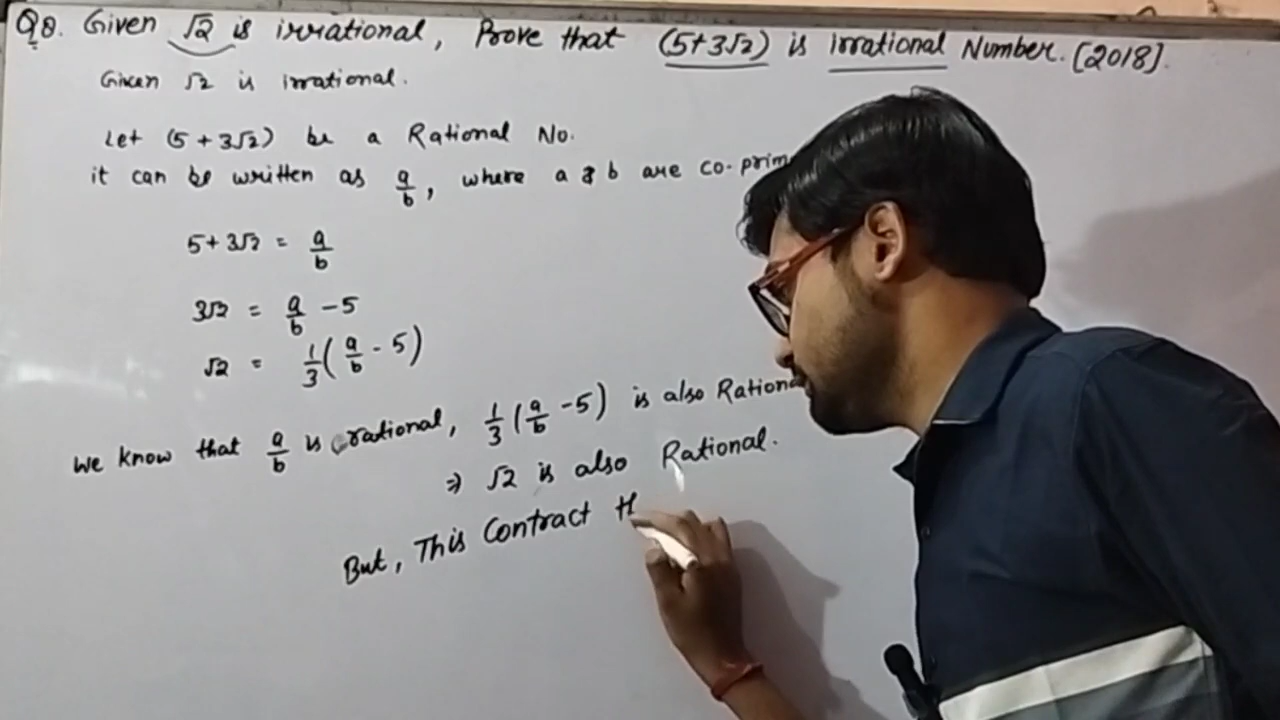 Q8. Given √2 is irrational, Prove that (5+3√2) is irrational Number. [2018].
Given √2 is irrational.
Let (5 + 3√2) be a Rational No.
it can be written as a/b, where a & b are co-prim
5+3√2 = a/b
3√2 = a/b - 5
√2 = 1/3(a/b - 5)
We know that a/b is rational, 1/3(a/b - 5) is also Rationa
⇒ √2 is also Rational.
But, This Contract th